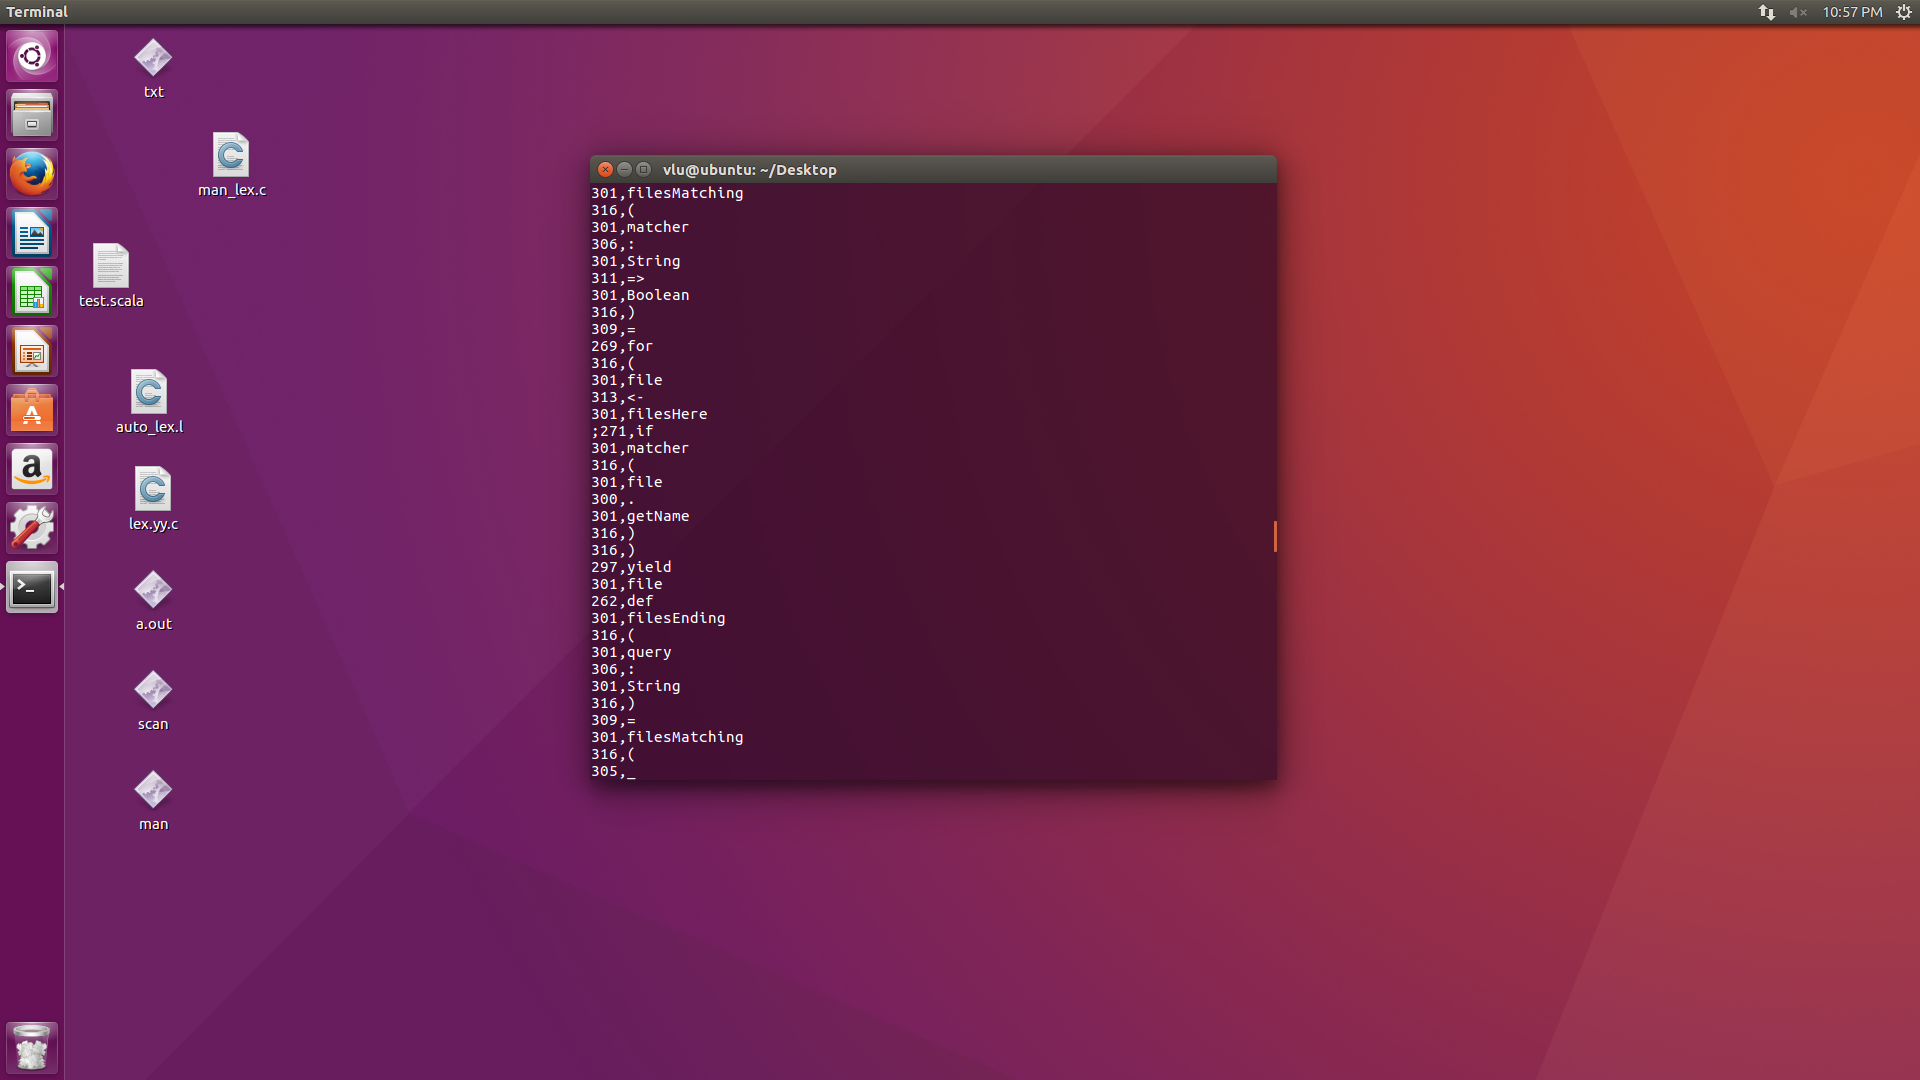 Terminal
10:57 PM
txt
man_lex.c
test.scala
auto_lex.l
lex.yy.c
a.out
scan
man
vlu@ubuntu: ~/Desktop
301,filesMatching
316,(
301,matcher
306,:
301,String
311,=>
301,Boolean
316,)
309,=
269,for
316,(
301,file
313,<-
301,filesHere
;271,if
301,matcher
316,(
301,file
300,.
301,getName
316,)
316,)
297,yield
301,file
262,def
301,filesEnding
316,(
301,query
306,:
301,String
316,)
309,=
301,filesMatching
316,(
305,_